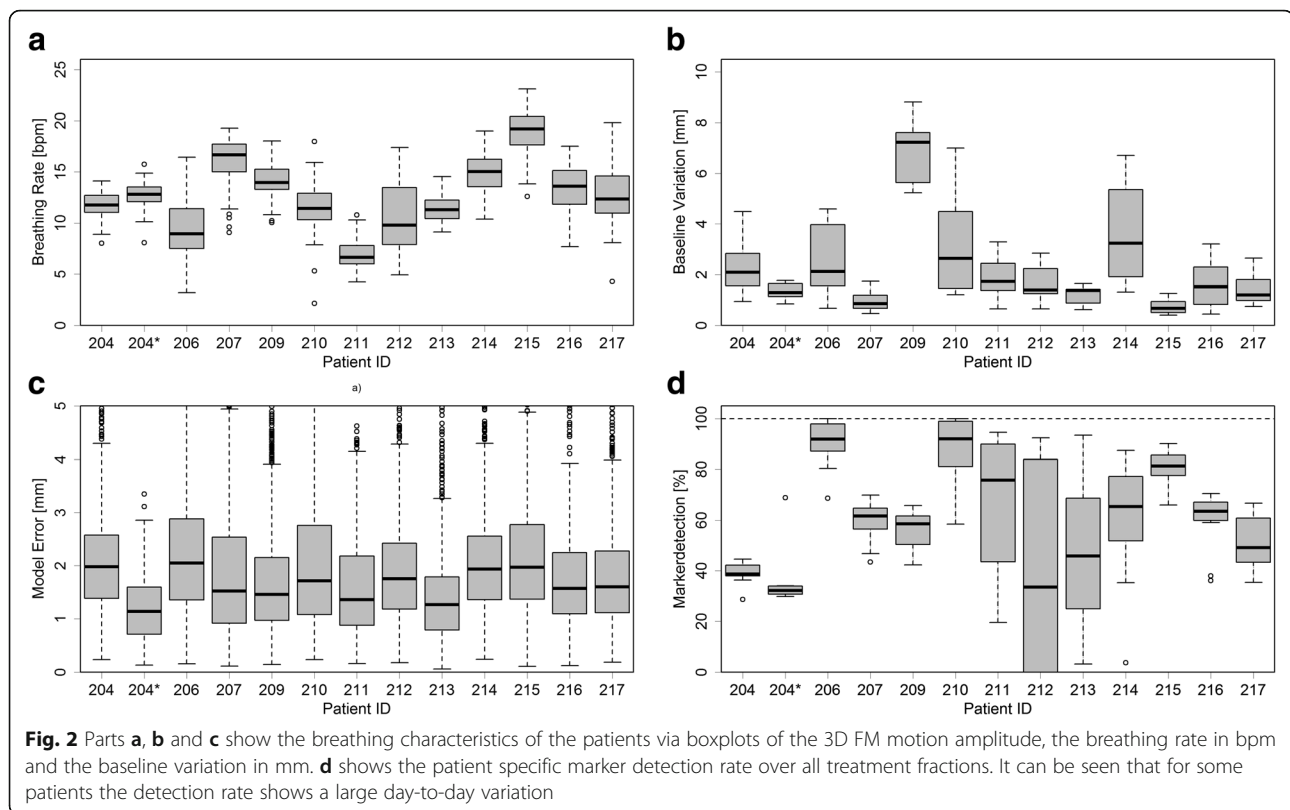 a
Breathing Rate [bpm]
25
20
15
10
5
0
204 204* 206 207 209 210 211 212 213 214 215 216 217
Patient ID
b
Baseline Variation [mm]
10
8
6
4
2
0
204 204* 206 207 209 210 211 212 213 214 215 216 217
Patient ID
c
a)
Model Error [mm]
5
4
3
2
1
0
204 204* 206 207 209 210 211 212 213 214 215 216 217
Patient ID
d
Markerdetection [%]
100
80
60
40
20
0
204 204* 206 207 209 210 211 212 213 214 215 216 217
Patient ID
Fig. 2 Parts a, b and c show the breathing characteristics of the patients via boxplots of the 3D FM motion amplitude, the breathing rate in bpm
and the baseline variation in mm. d shows the patient specific marker detection rate over all treatment fractions. It can be seen that for some
patients the detection rate shows a large day-to-day variation